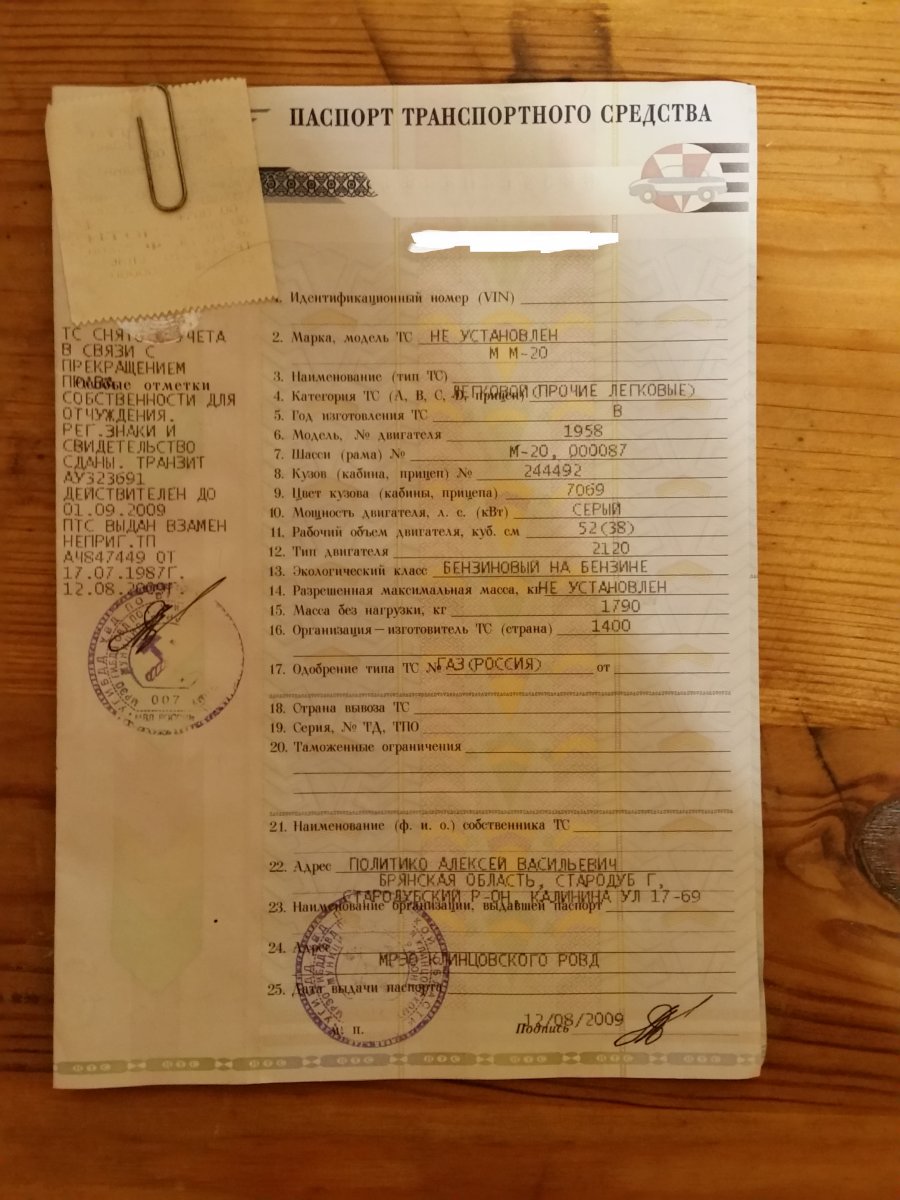 ПАСПОРТ ТРАНСПОРТНОГО СРЕДСТВА
ТС СНЯТО УЧЕТА
В СВЯЗИ С
ПРЕКРАЩЕНИЕМ
ПРАВА
Особые отметки
СОБСТВЕННОСТИ ДЛЯ
ОТЧУЖДЕНИЯ.
РЕГ.ЗНАКИ И
СВИДЕТЕЛЬСТВО
СДАНЫ. ТРАНЗИТ
АУ323691
ДЕЙСТВИТЕЛЕН ДО
01.09.2009
ПТС ВЫДАН ВЗАМЕН
НЕПРИГ.ТП
АЧ847449 ОТ
17.07.1987Г.
12.08.2009Г.
007
МВД РОССИИ
Идентификационный номер (VIN)
2. Марка, модель ТС НЕ УСТАНОВЛЕН
М М-20
3. Наименование (тип ТС)
ЛЕГКОВОЙ(ПРОЧИЕ ЛЕГКОВЫЕ)
4. Категория ТС (A, B, C, D, прицеп)
5. Год изготовления ТС В
6. Модель, № двигателя 1958
7. Шасси (рама) № М-20, 000087
8. Кузов (кабина, прицеп) № 244492
9. Цвет кузова (кабины, прицепа) 7069
10. Мощность двигателя, л. с. (кВт) СЕРЫЙ
11. Рабочий объем двигателя, куб. см 52(38)
12. Тип двигателя 2120
13. Экологический класс БЕНЗИНОВЫЙ НА БЕНЗИНЕ
14. Разрешенная максимальная масса, кг НЕ УСТАНОВЛЕН
15. Масса без нагрузки, кг 1790
16. Организация–изготовитель ТС (страна) 1400
17. Одобрение типа ТС № ГАЗ(РОССИЯ) от
18. Страна вывоза ТС
19. Серия, № ТД, ТПО
20. Таможенные ограничения
21. Наименование (ф. и. о.) собственника ТС
22. Адрес ПОЛИТИКО АЛЕКСЕЙ ВАСИЛЬЕВИЧ
БРЯНСКАЯ ОБЛАСТЬ, СТАРОДУБ Г,
СТАРОДУБСКИЙ Р-ОН, КАЛИНИНА УЛ 17-69
23. Наименование организации, выдавшей паспорт
24. Адрес
МРЭО КЛИНЦОВСКОГО РОВД
25. Дата выдачи паспорта
12/08/2009
М. п. Подпись